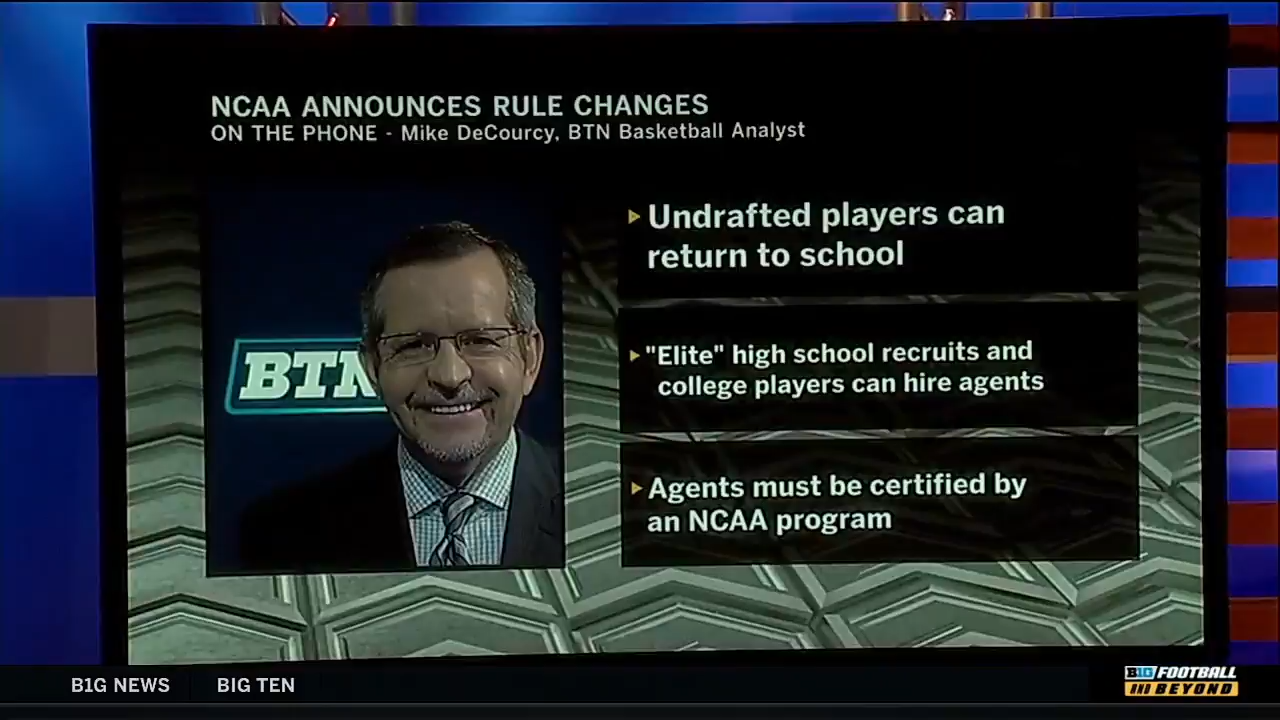 NCAA ANNOUNCES RULE CHANGES
ON THE PHONE - Mike DeCourcy, BTN Basketball Analyst
BTN
Undrafted players can
return to school
"Elite" high school recruits and
college players can hire agents
Agents must be certified by
an NCAA program
B1G NEWS
BIG TEN
B1G FOOTBALL
BEYOND